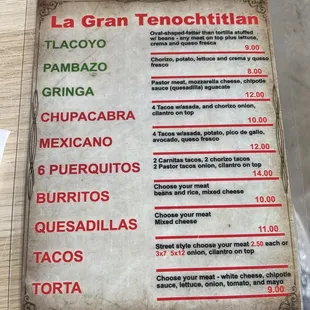 La Gran Tenochtitlan
TLACOYO
Oval-shaped-fatter than tortilla stuffed
w/ beans - any meat on top plus lettuce,
crema and queso fresco
9.00
PAMBAZO
Chorizo, potato, lettuce and crema y queso
fresco
8.00
GRINGA
Pastor meat, mozzarella cheese, chipotle
sauce (quesadilla) aguacate
12.00
CHUPACABRA
4 Tacos w/asada, and chorizo onion,
cilantro on top
10.00
MEXICANO
4 Tacos w/asada, potato, pico de gallo,
avocado, queso fresco
12.00
6 PUERQUITOS
2 Carnitas tacos, 2 chorizo tacos
2 Pastor tacos onion, cilantro on top
14.00
BURRITOS
Choose your meat
beans and rice, mixed cheese
10.00
QUESADILLAS
Choose your meat
Mixed cheese
11.00
TACOS
Street style choose your meat 2.50 each or
3x7 5x12 onion, cilantro on top
TORTA
Choose your meat - white cheese, chipotle
sauce, lettuce, onion, tomato, and mayo
9.00